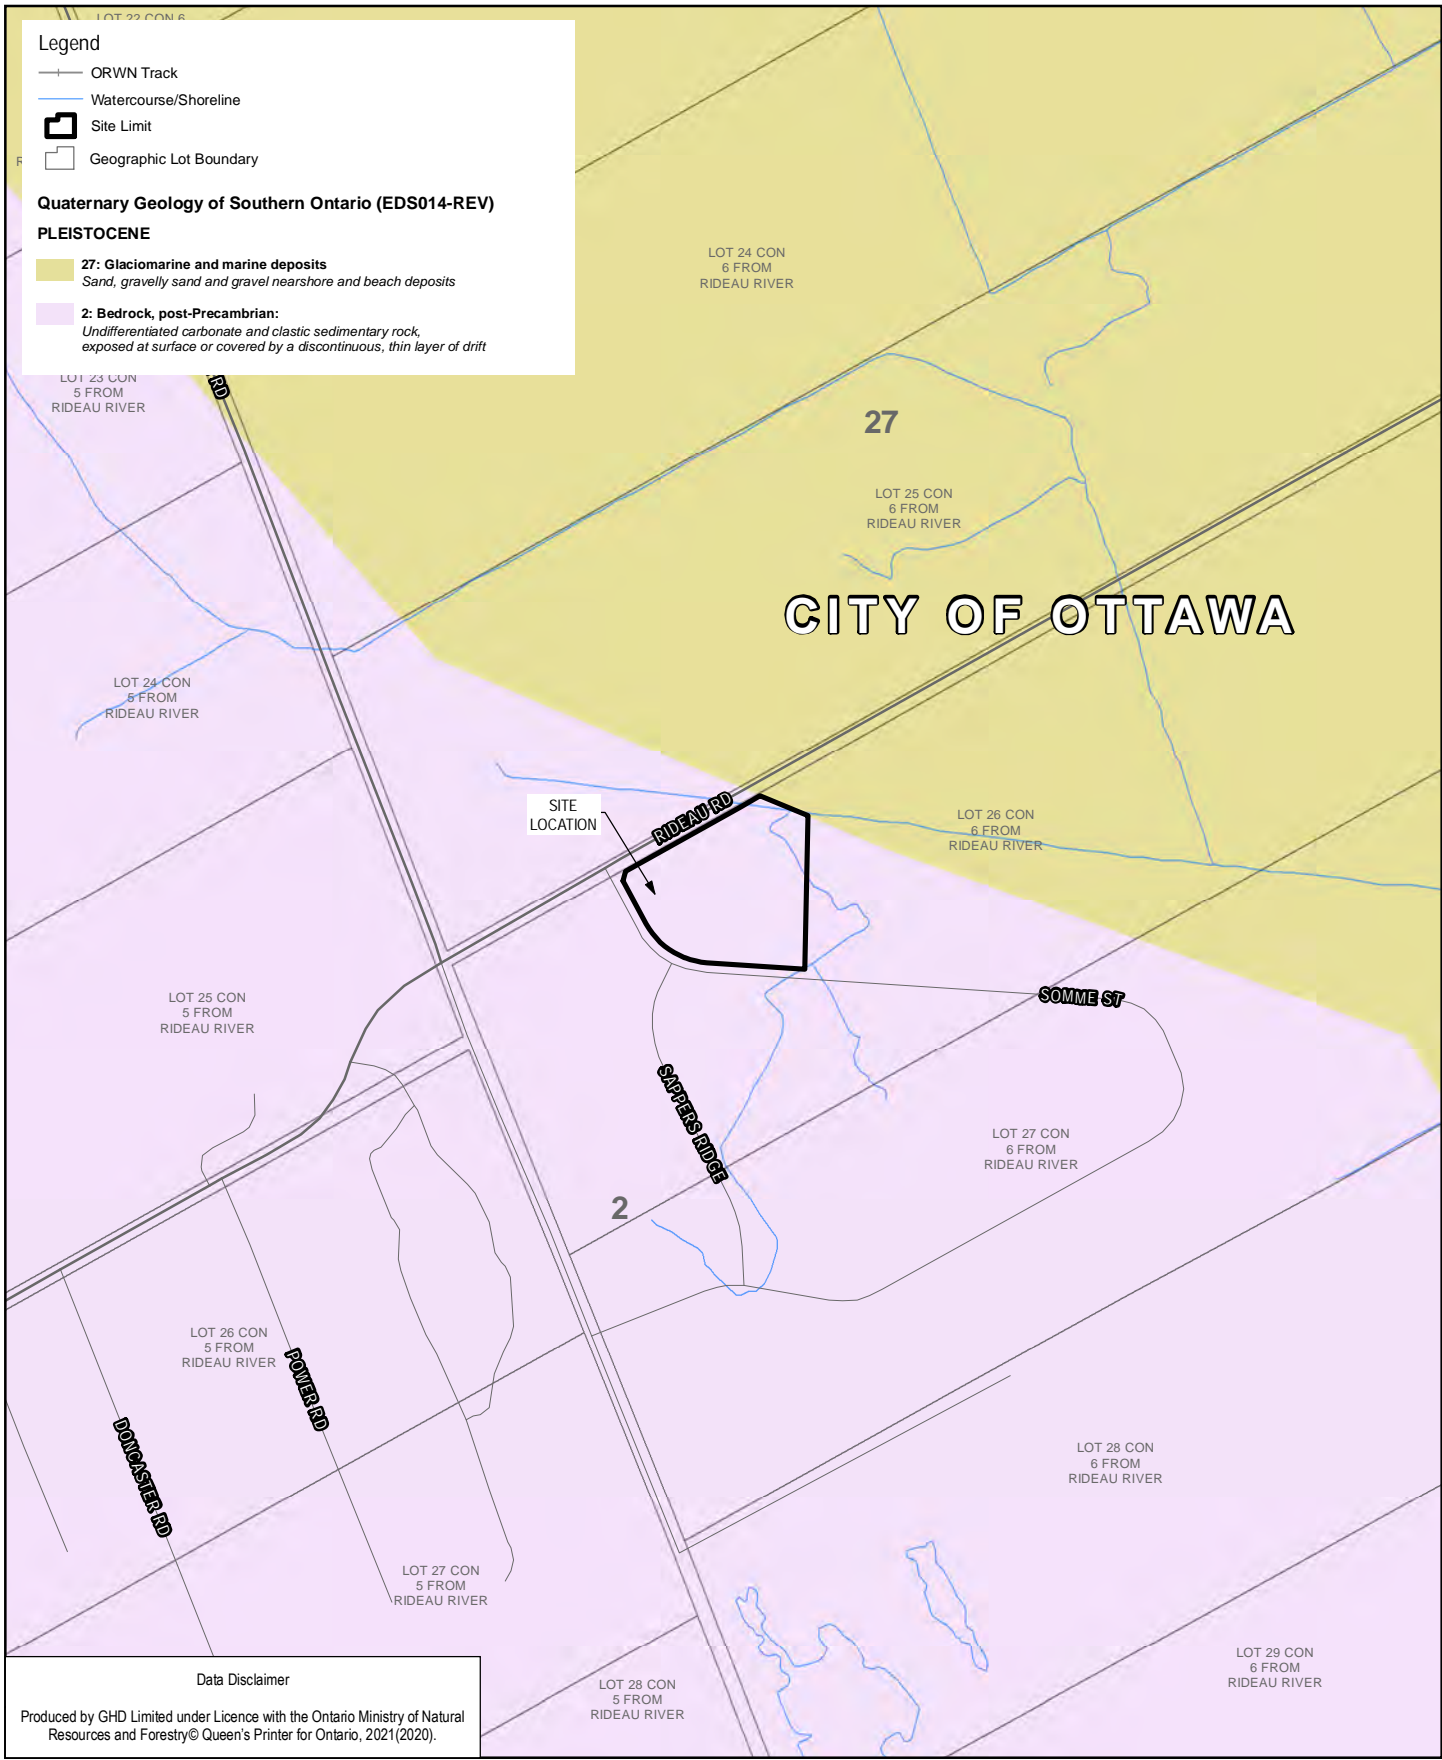 LOT 22 CON 6
Legend
ORWN Track
Watercourse/Shoreline
Site Limit
Geographic Lot Boundary
Quaternary Geology of Southern Ontario (EDS014-REV)
PLEISTOCENE
27: Glaciomarine and marine deposits
Sand, gravelly sand and gravel nearshore and beach deposits
2: Bedrock, post-Precambrian:
Undifferentiated carbonate and clastic sedimentary rock,
exposed at surface or covered by a discontinuous, thin layer of drift
LOT 24 CON
6 FROM
RIDEAU RIVER
LOT 23 CON
5 FROM
RIDEAU RIVER
RD
27
LOT 25 CON
6 FROM
RIDEAU RIVER
CITY OF OTTAWA
LOT 24 CON
5 FROM
RIDEAU RIVER
SITE
LOCATION
RIDEAU RD
LOT 26 CON
6 FROM
RIDEAU RIVER
LOT 25 CON
5 FROM
RIDEAU RIVER
SOMME ST
SAPPERS RIDGE
LOT 27 CON
6 FROM
RIDEAU RIVER
2
LOT 26 CON
5 FROM
RIDEAU RIVER
POWER RD
DONCASTER RD
LOT 28 CON
6 FROM
RIDEAU RIVER
LOT 27 CON
5 FROM
RIDEAU RIVER
LOT 29 CON
6 FROM
RIDEAU RIVER
LOT 28 CON
5 FROM
RIDEAU RIVER
Data Disclaimer
Produced by GHD Limited under Licence with the Ontario Ministry of Natural
Resources and Forestry© Queen's Printer for Ontario, 2021(2020).